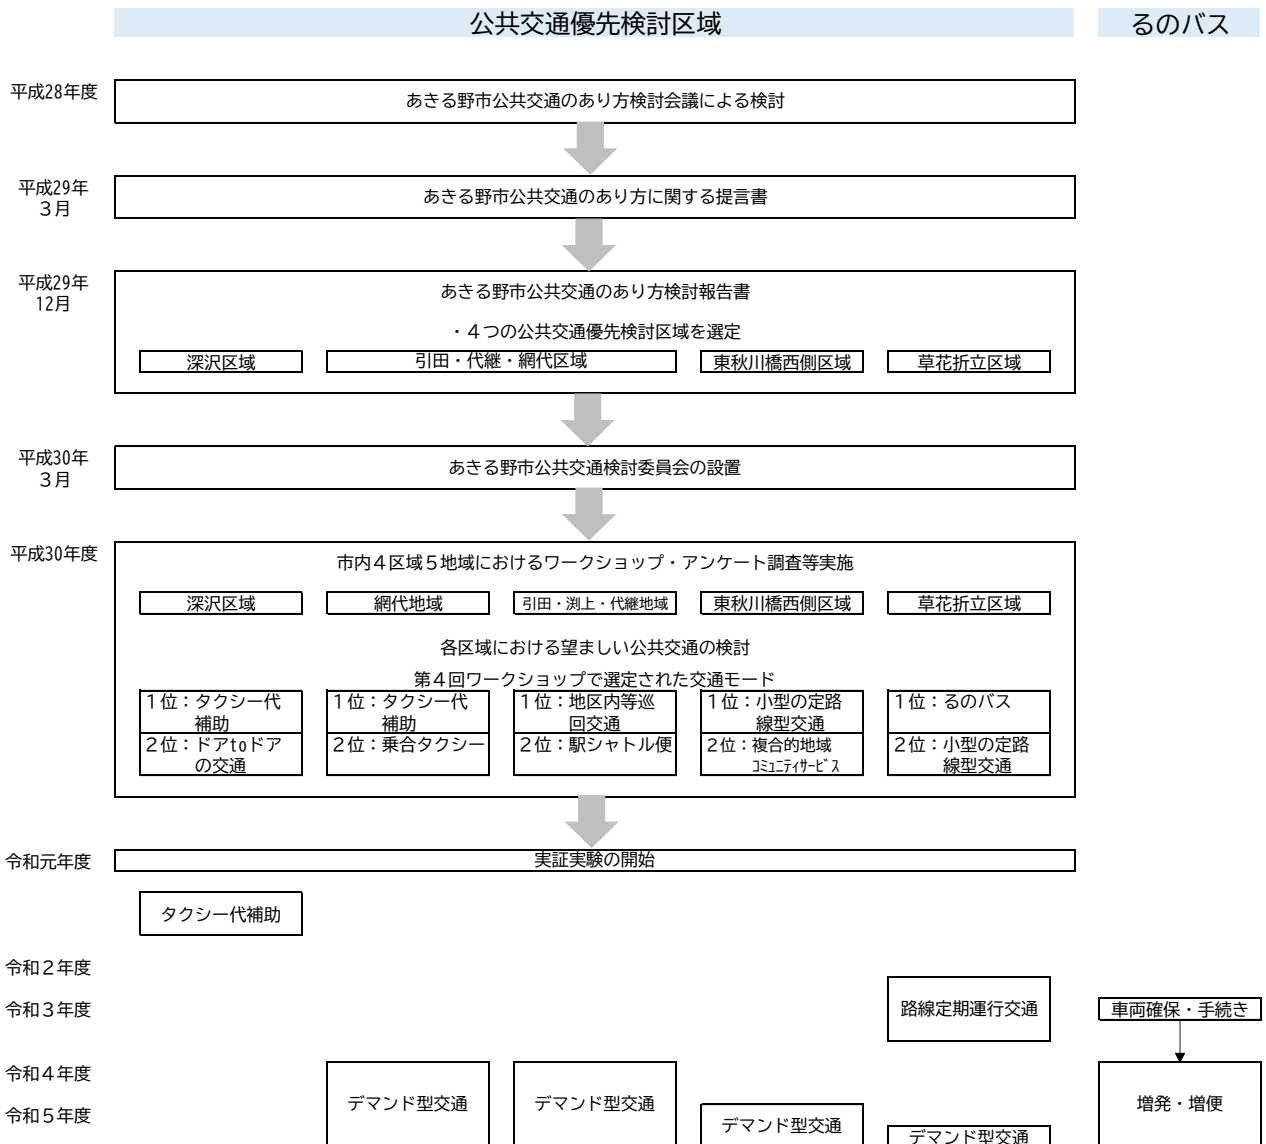 公共交通優先検討区域
るのバス
平成28年度
あきる野市公共交通のあり方検討会議による検討
平成29年
３月
あきる野市公共交通のあり方に関する提言書
平成29年
12月
あきる野市公共交通のあり方検討報告書
・４つの公共交通優先検討区域を選定
深沢区域
引田・代継・網代区域
東秋川橋西側区域
草花折立区域
平成30年
３月
あきる野市公共交通検討委員会の設置
平成30年度
市内４区域５地域におけるワークショップ・アンケート調査等実施
深沢区域
網代地域
引田・渕上・代継地域
東秋川橋西側区域
草花折立区域
各区域における望ましい公共交通の検討
第４回ワークショップで選定された交通モード
１位：タクシー代
補助
２位：ドアtoドア
の交通
１位：タクシー代
補助
２位：乗合タクシー
１位：地区内等巡
回交通
２位：駅シャトル便
１位：小型の定路
線型交通
２位：複合的地域
ｺﾐｭﾆﾃｨｻｰﾋﾞｽ
１位：るのバス
２位：小型の定路
線型交通
令和元年度
実証実験の開始
タクシー代補助
令和２年度
令和３年度
路線定期運行交通
車両確保・手続き
令和４年度
令和５年度
デマンド型交通
デマンド型交通
デマンド型交通
デマンド型交通
増発・増便